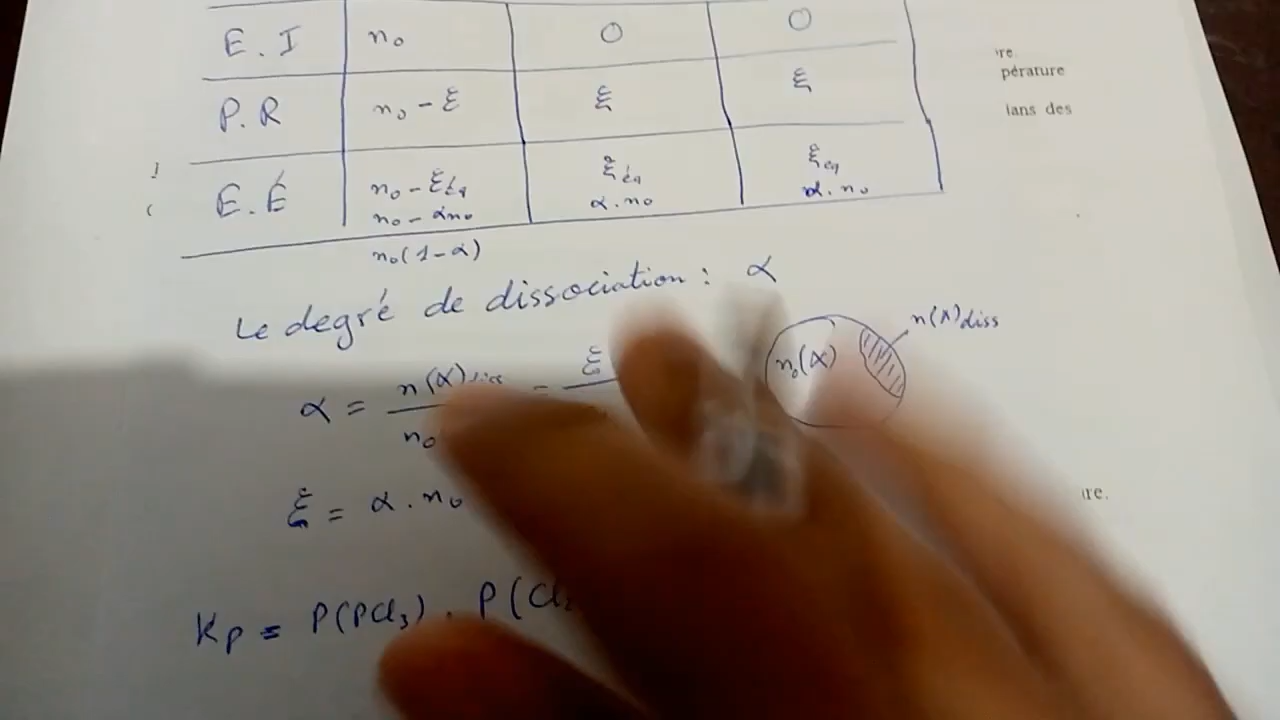 E.I n₀ 0 0
P.R n₀ - ξ ξ ξ
E.É n₀ - ξéq ξéq ξéq
n₀ - αn₀ α.n₀ α.n₀
n₀(1-α)
Le degré de dissociation : α
n(X)diss
n₀(α)
α = n(α)diss = ξ
n₀
ξ = α.n₀
Kp = P(PCl₃) . P(Cl
pérature